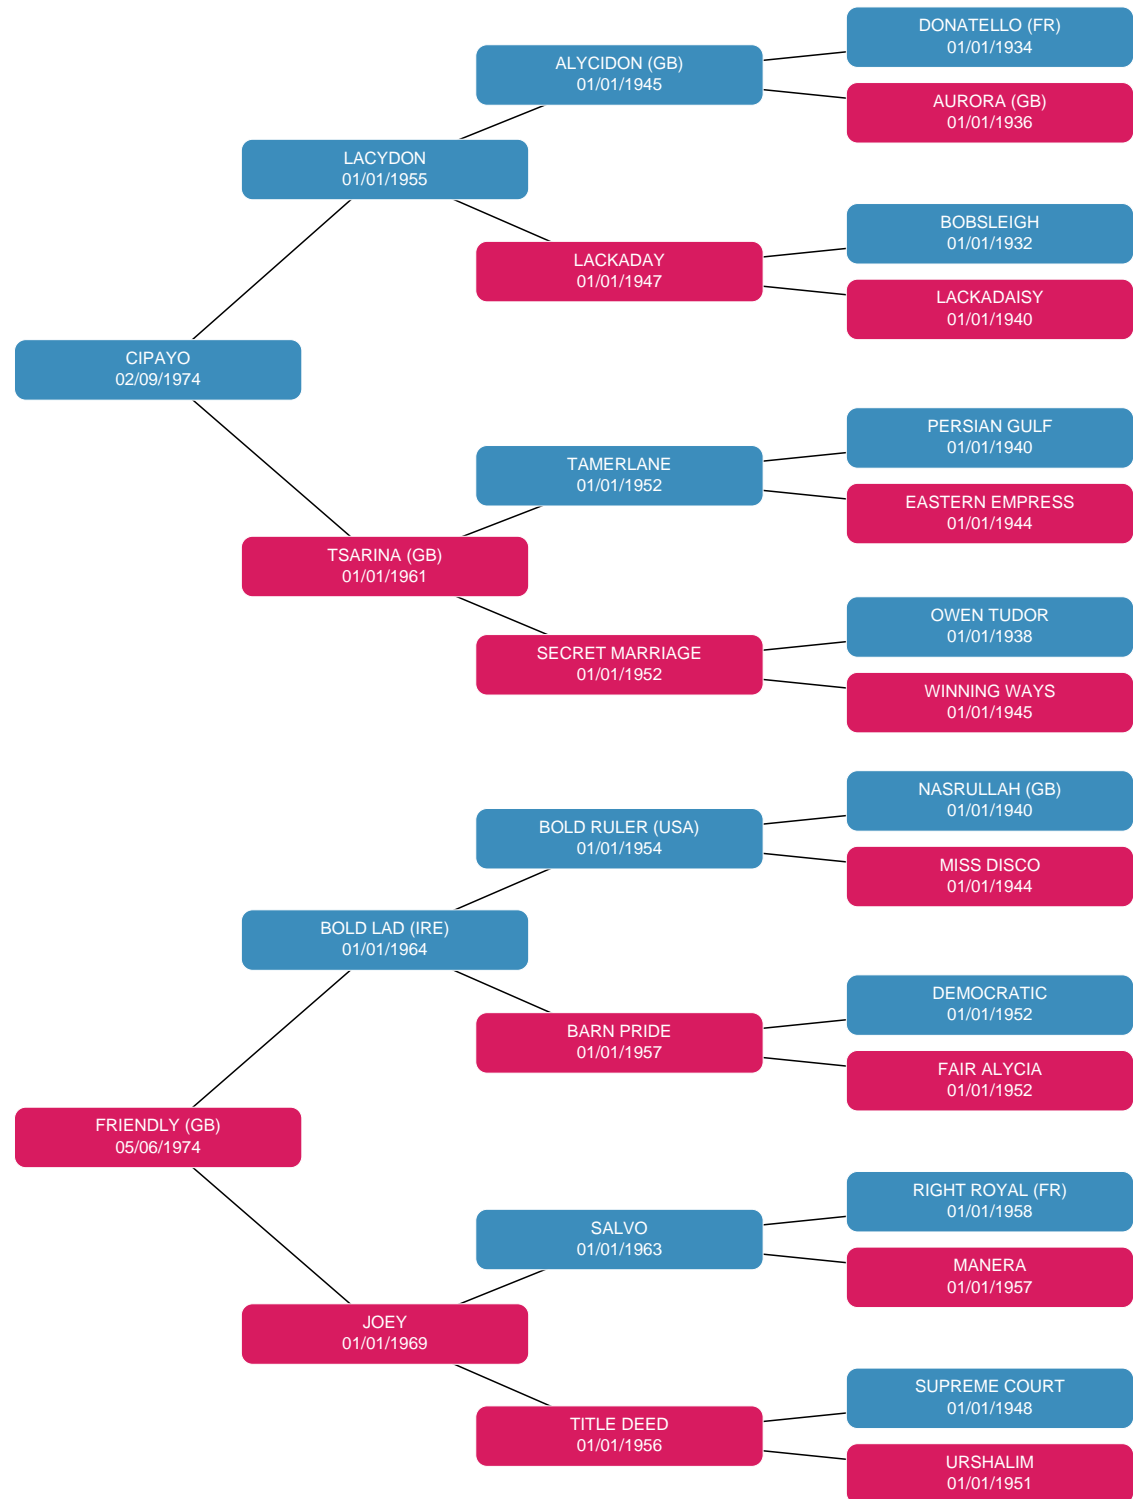 DONATELLO (FR)
01/01/1934
ALYCIDON (GB)
01/01/1945
AURORA (GB)
01/01/1936
LACYDON
01/01/1955
BOBSLEIGH
01/01/1932
LACKADAY
01/01/1947
LACKADAISY
01/01/1940
CIPAYO
02/09/1974
PERSIAN GULF
01/01/1940
TAMERLANE
01/01/1952
EASTERN EMPRESS
01/01/1944
TSARINA (GB)
01/01/1961
OWEN TUDOR
01/01/1938
SECRET MARRIAGE
01/01/1952
WINNING WAYS
01/01/1945
NASRULLAH (GB)
01/01/1940
BOLD RULER (USA)
01/01/1954
MISS DISCO
01/01/1944
BOLD LAD (IRE)
01/01/1964
DEMOCRATIC
01/01/1952
BARN PRIDE
01/01/1957
FAIR ALYCIA
01/01/1952
FRIENDLY (GB)
05/06/1974
RIGHT ROYAL (FR)
01/01/1958
SALVO
01/01/1963
MANERA
01/01/1957
JOEY
01/01/1969
SUPREME COURT
01/01/1948
TITLE DEED
01/01/1956
URSHALIM
01/01/1951